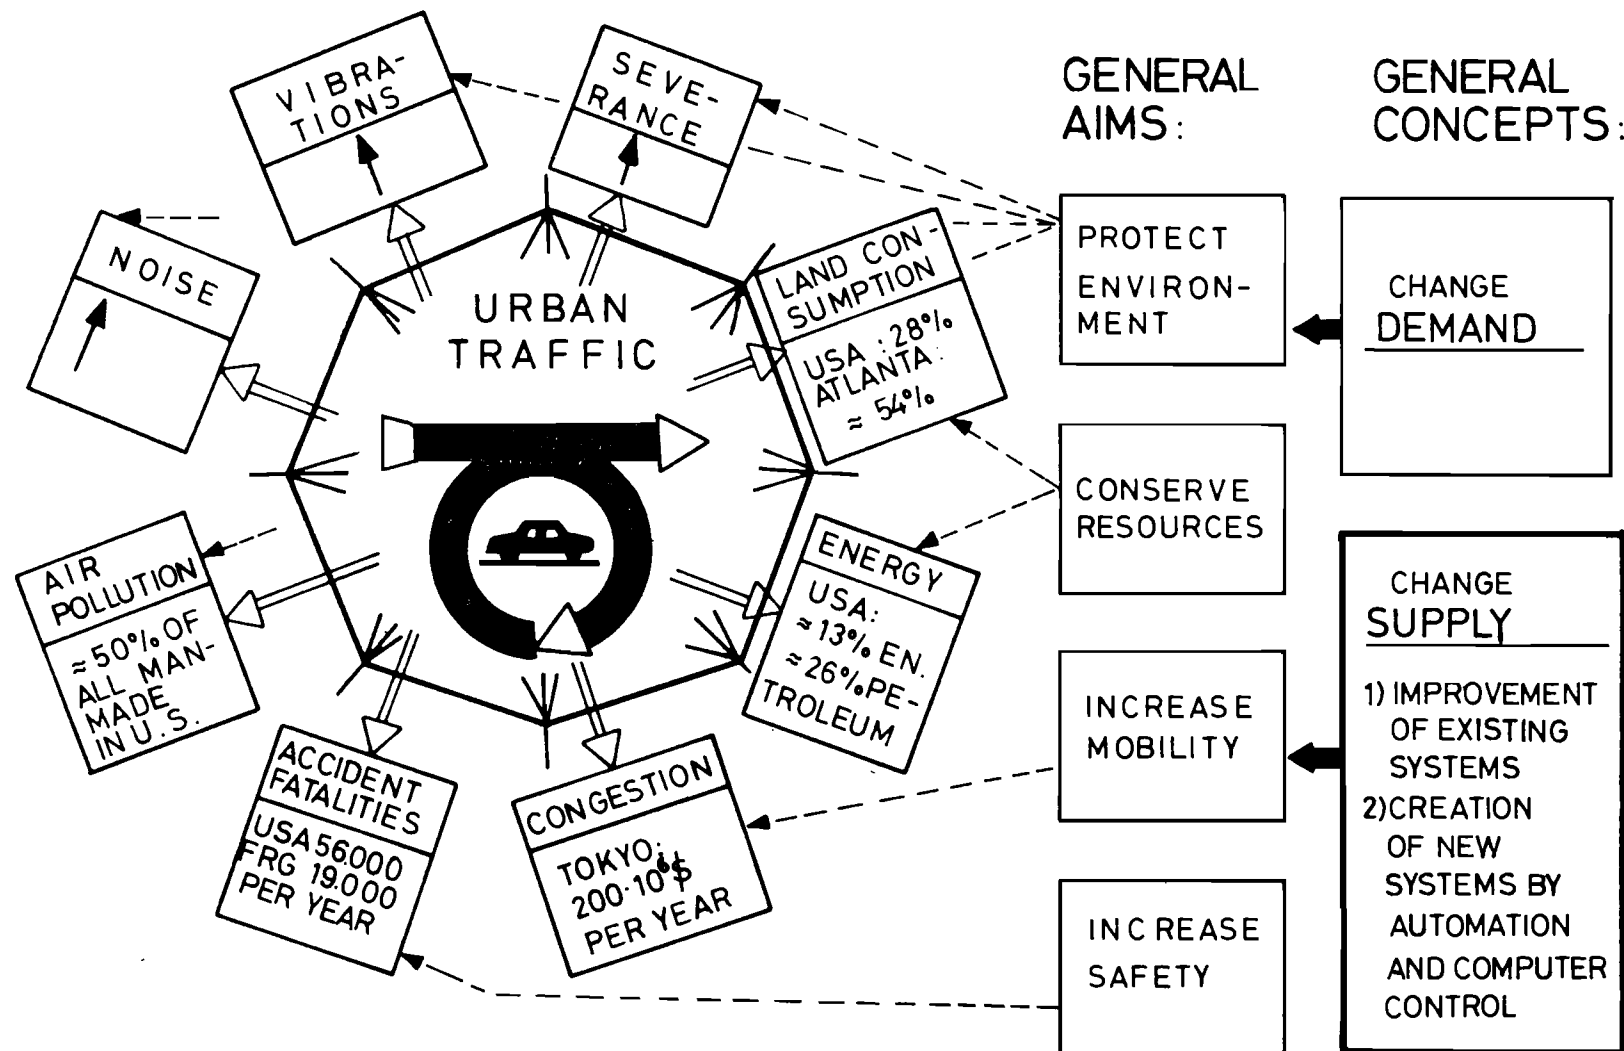 VIBRA-
TIONS
SEVE-
RANCE
NOISE
URBAN
TRAFFIC
LAND CON-
SUMPTION
USA : 28%
ATLANTA:
≈ 54%
AIR
POLLUTION
≈50% OF
ALL MAN-
MADE
IN U.S.
ENERGY
USA:
≈13% EN.
≈26% PE-
TROLEUM
ACCIDENT
FATALITIES
USA 56.000
FRG 19.000
PER YEAR
CONGESTION
TOKYO:
200·10⁶$
PER YEAR
GENERAL
AIMS:
PROTECT
ENVIRON-
MENT
CONSERVE
RESOURCES
INCREASE
MOBILITY
INCREASE
SAFETY
GENERAL
CONCEPTS:
CHANGE
DEMAND
CHANGE
SUPPLY
1) IMPROVEMENT
OF EXISTING
SYSTEMS
2) CREATION
OF NEW
SYSTEMS BY
AUTOMATION
AND COMPUTER
CONTROL